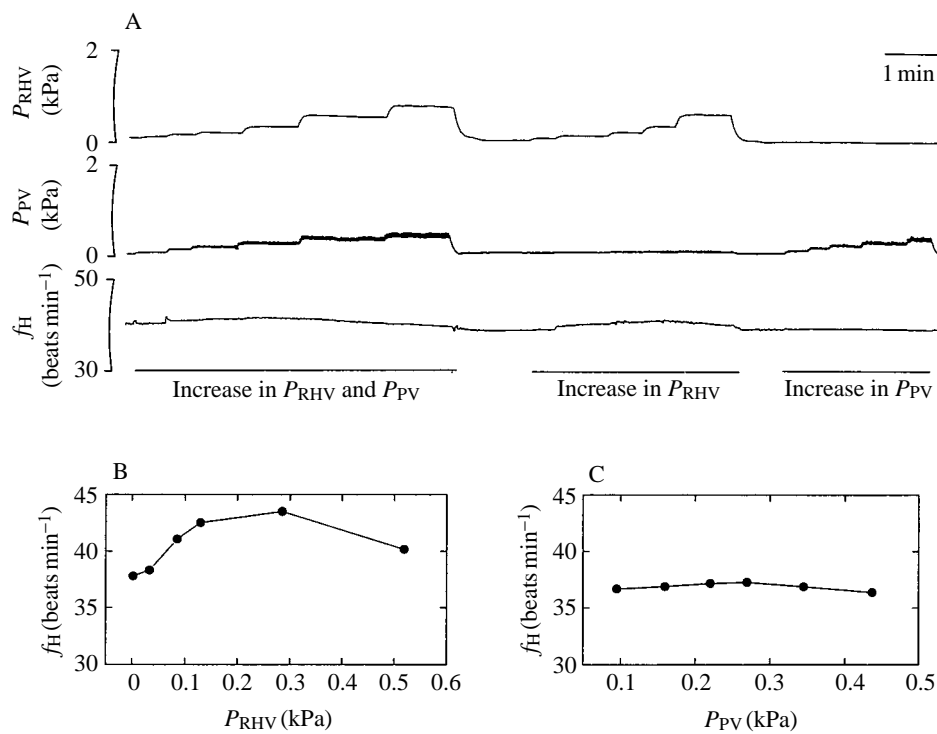 A
2
0
P_RHV
(kPa)
1 min
2
0
P_PV
(kPa)
50
30
f_H
(beats min⁻¹)
Increase in P_RHV and P_PV
Increase in P_RHV
Increase in P_PV
B
45
40
35
30
f_H (beats min⁻¹)
0 0.1 0.2 0.3 0.4 0.5 0.6
P_RHV (kPa)
C
45
40
35
30
f_H (beats min⁻¹)
0.1 0.2 0.3 0.4 0.5
P_PV (kPa)